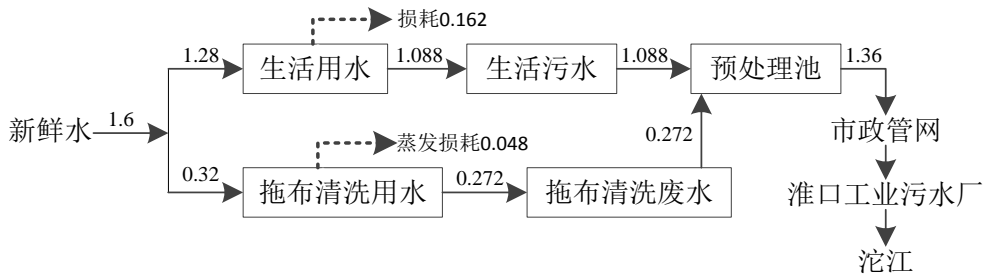 损耗0.162
1.28
生活用水
1.088
生活污水
1.088
预处理池
1.36
新鲜水
1.6
蒸发损耗0.048
0.272
市政管网
0.32
拖布清洗用水
0.272
拖布清洗废水
淮口工业污水厂
沱江